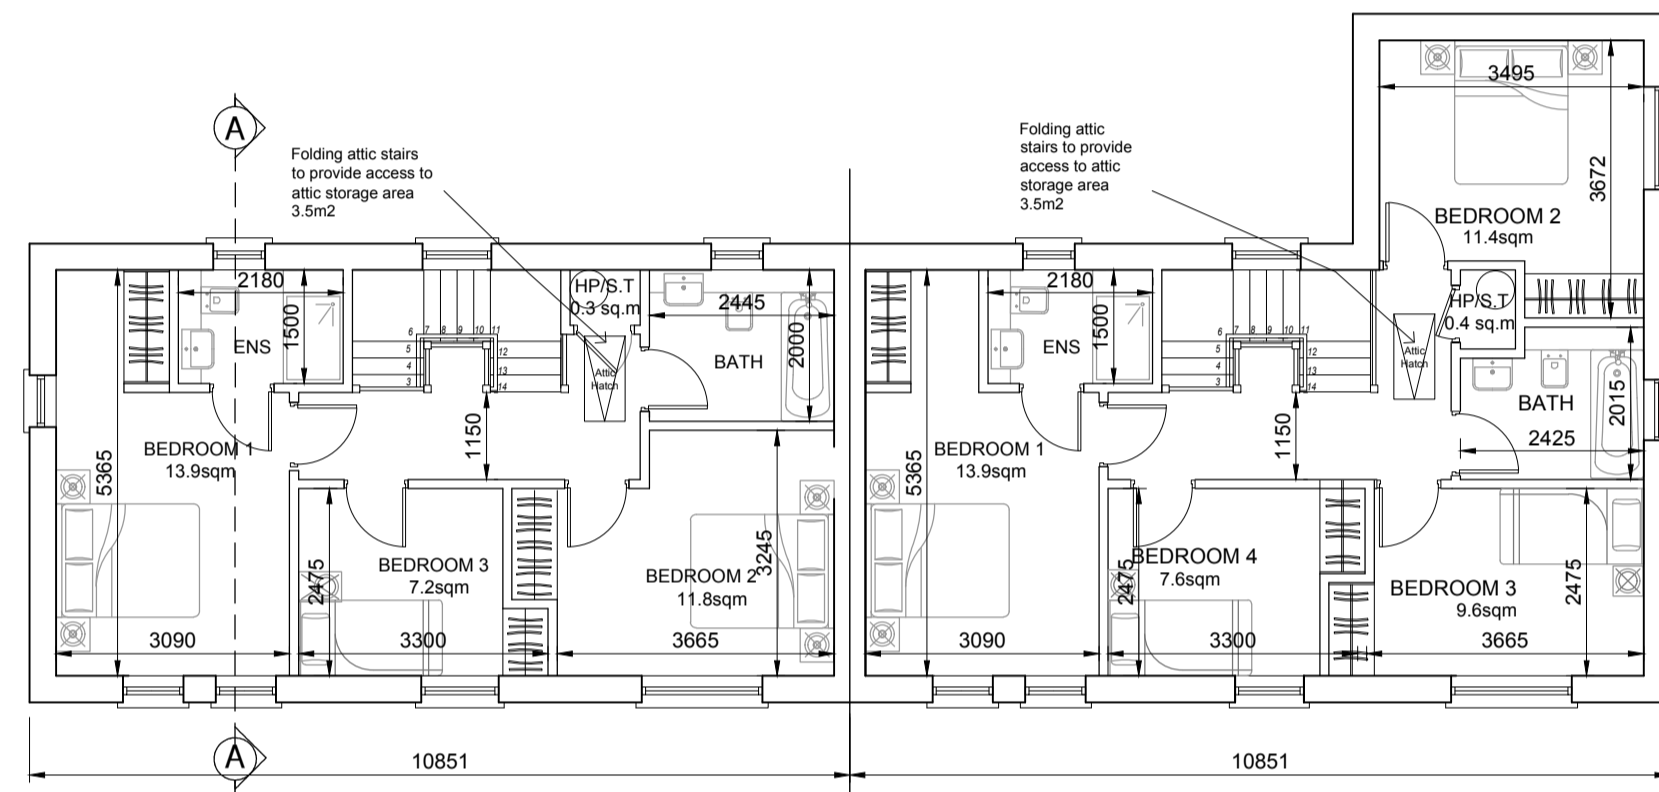 A
Folding attic stairs
to provide access to
attic storage area
3.5m2
2180
1500
ENS
6
5
4
3
7
8
9
10
11
12
13
14
HP/S.T
0.3 sq.m
Attic
Hatch
2445
2000
BATH
BEDROOM 1
13.9sqm
5365
3090
1150
BEDROOM 3
7.2sqm
2475
3300
BEDROOM 2
11.8sqm
3245
3665
A
10851
Folding attic
stairs to provide
access to attic
storage area
3.5m2
3495
3672
BEDROOM 2
11.4sqm
2180
1500
ENS
6
5
4
3
7
8
9
10
11
12
13
14
HP/S.T
0.4 sq.m
Attic
Hatch
BATH
2015
2425
BEDROOM 1
13.9sqm
5365
3090
1150
BEDROOM 4
7.6sqm
2475
3300
BEDROOM 3
9.6sqm
2475
3665
10851